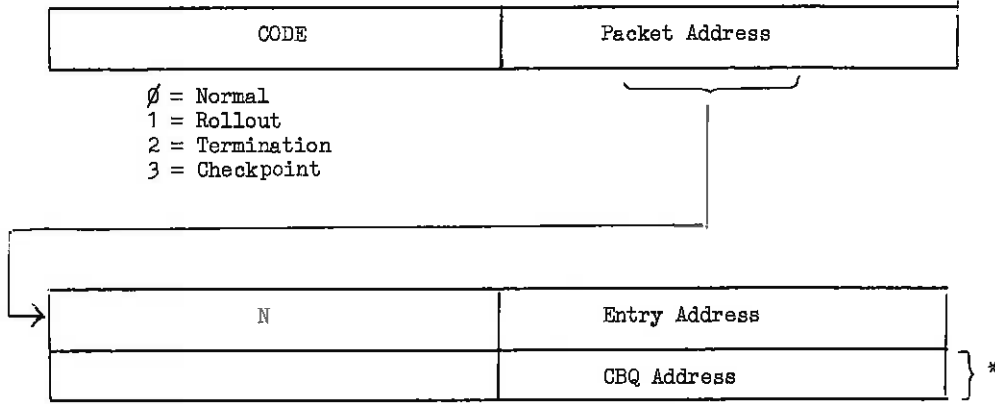 CODE Packet Address
Ø = Normal
1 = Rollout
2 = Termination
3 = Checkpoint
N Entry Address
CBQ Address *